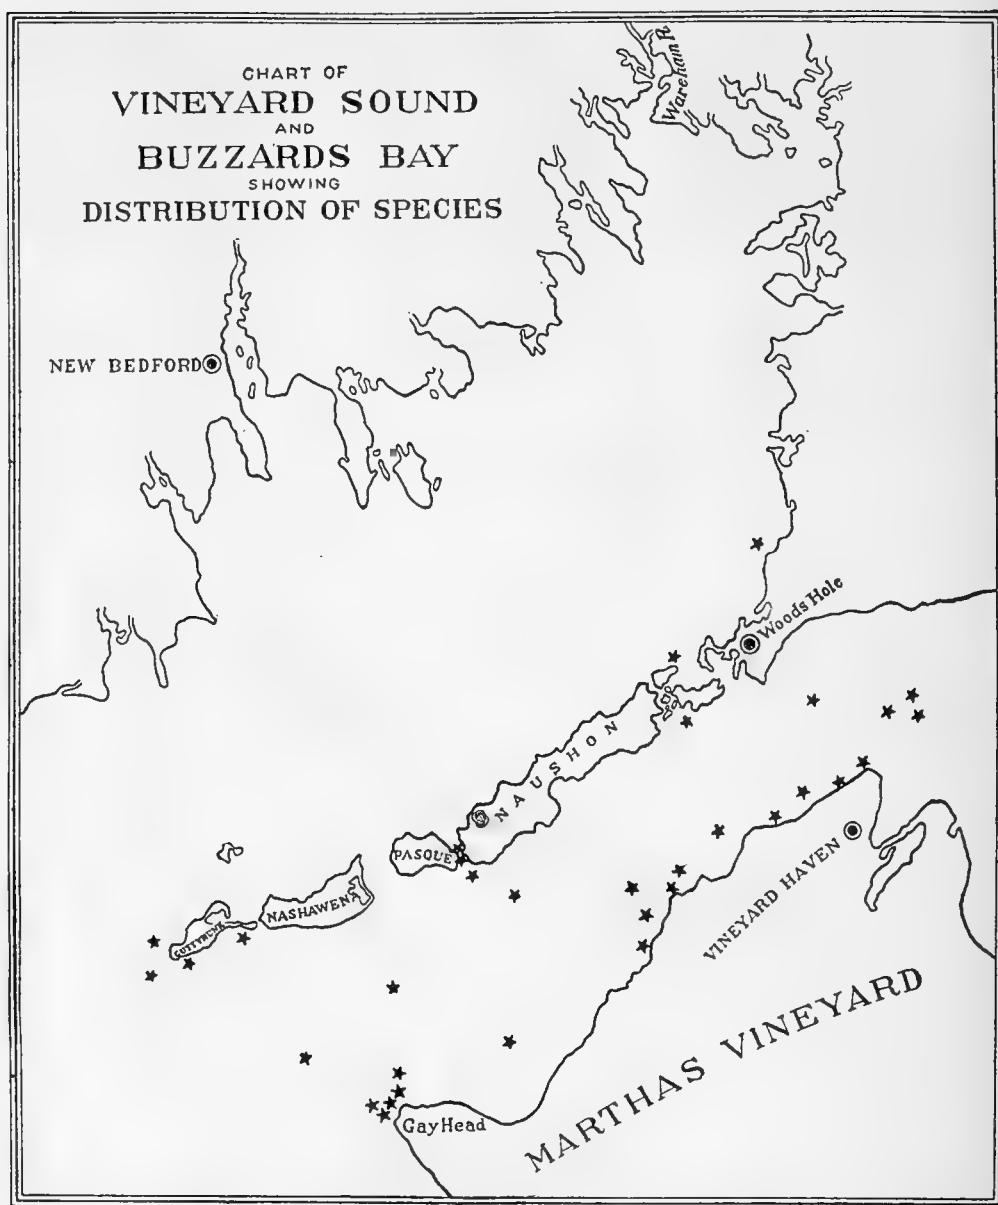 CHART OF
VINEYARD SOUND
AND
BUZZARDS BAY
SHOWING
DISTRIBUTION OF SPECIES
Wareham R.
NEW BEDFORD
Woods Hole
NAUSHON
PASQUE
NASHAWENA
CUTTYHUNK
VINEYARD HAVEN
MARTHAS VINEYARD
Gay Head